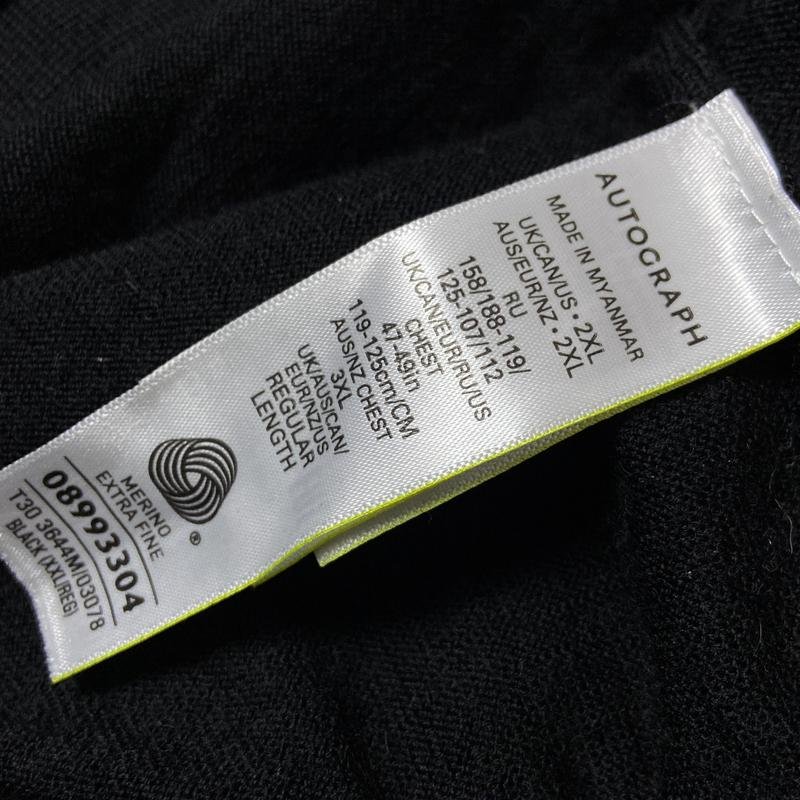 AUTOGRAPH
MADE IN MYANMAR
UK/CAN/US • 2XL
AUS/EUR/NZ • 2XL
RU
158/188-119/
125-107/112
UK/CAN/EUR/RU/US
CHEST
47-49in
119-125cm/CM
AUS/NZ CHEST
3XL
UK/AUS/CAN/
EUR/NZ/US
REGULAR
LENGTH
®
MERINO
EXTRA FINE
08993304
T30 3644M/03078
BLACK (XXL/REG)